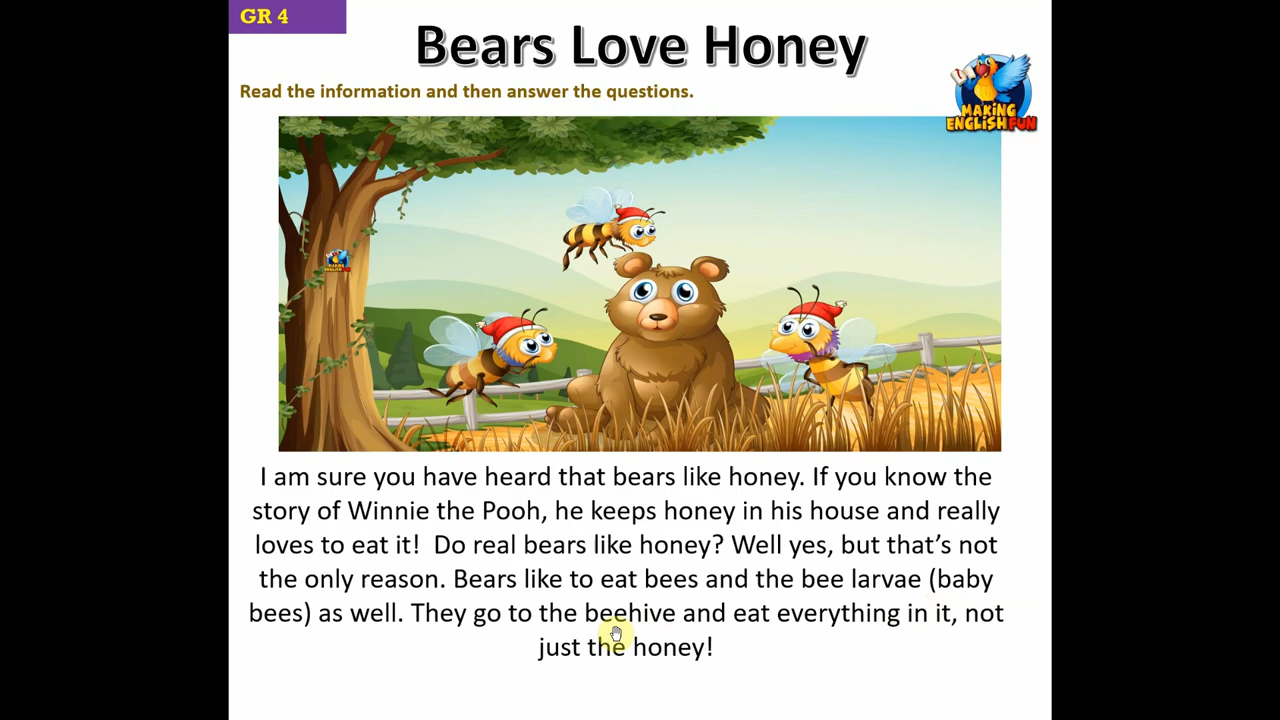 GR 4
Bears Love Honey
Read the information and then answer the questions.
MAKING
ENGLISH FUN
MAKING
ENGLISH FUN
I am sure you have heard that bears like honey. If you know the
story of Winnie the Pooh, he keeps honey in his house and really
loves to eat it!  Do real bears like honey? Well yes, but that’s not
the only reason. Bears like to eat bees and the bee larvae (baby
bees) as well. They go to the beehive and eat everything in it, not
just the honey!